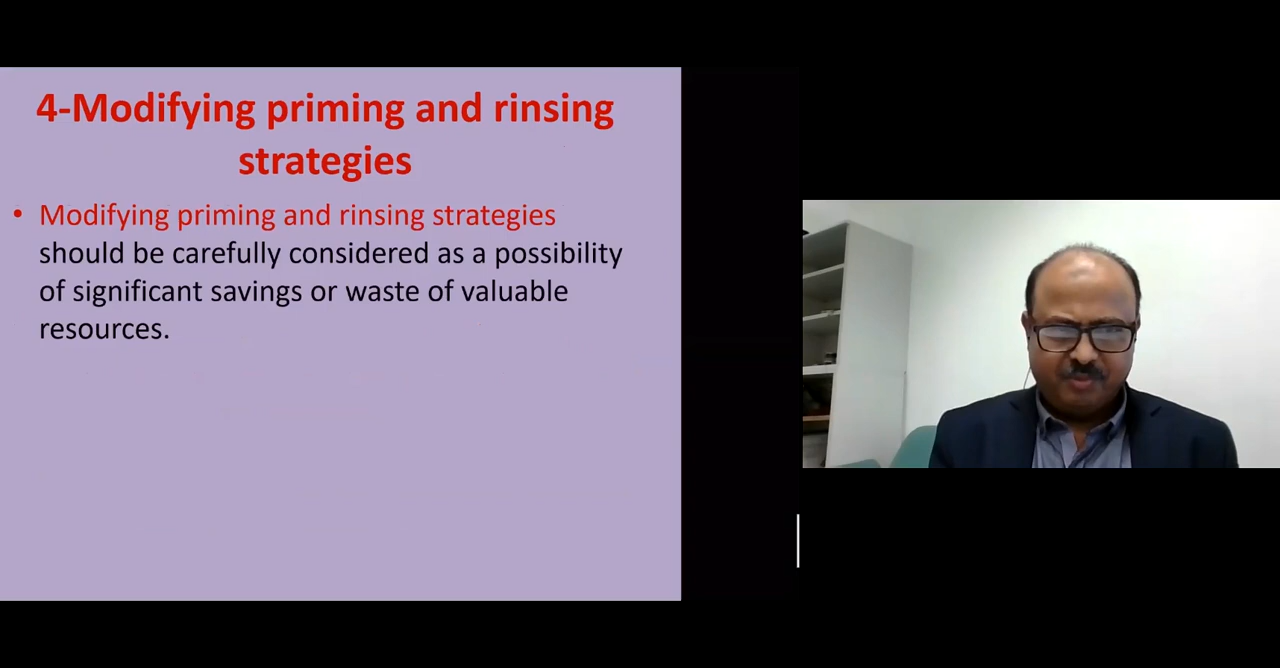 4-Modifying priming and rinsing
strategies
• Modifying priming and rinsing strategies
should be carefully considered as a possibility
of significant savings or waste of valuable
resources.